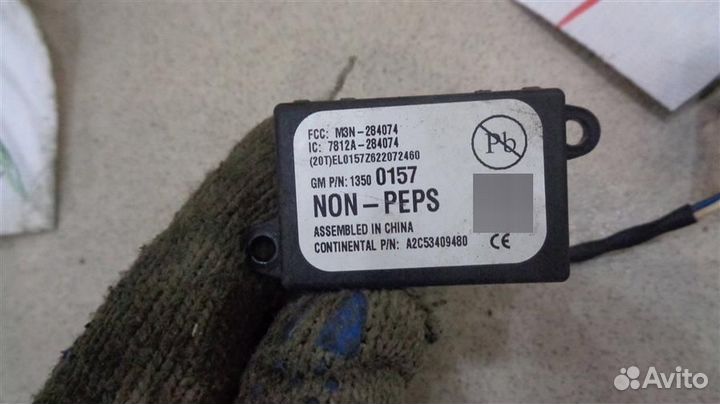 FCC: M3N-284074
IC: 7812A-284074
(20T)EL0157Z622072460
GM P/N: 1350 0157
NON-PEPS
ASSEMBLED IN CHINA
CONTINENTAL P/N: A2C53409480
Pb
CE
Avito